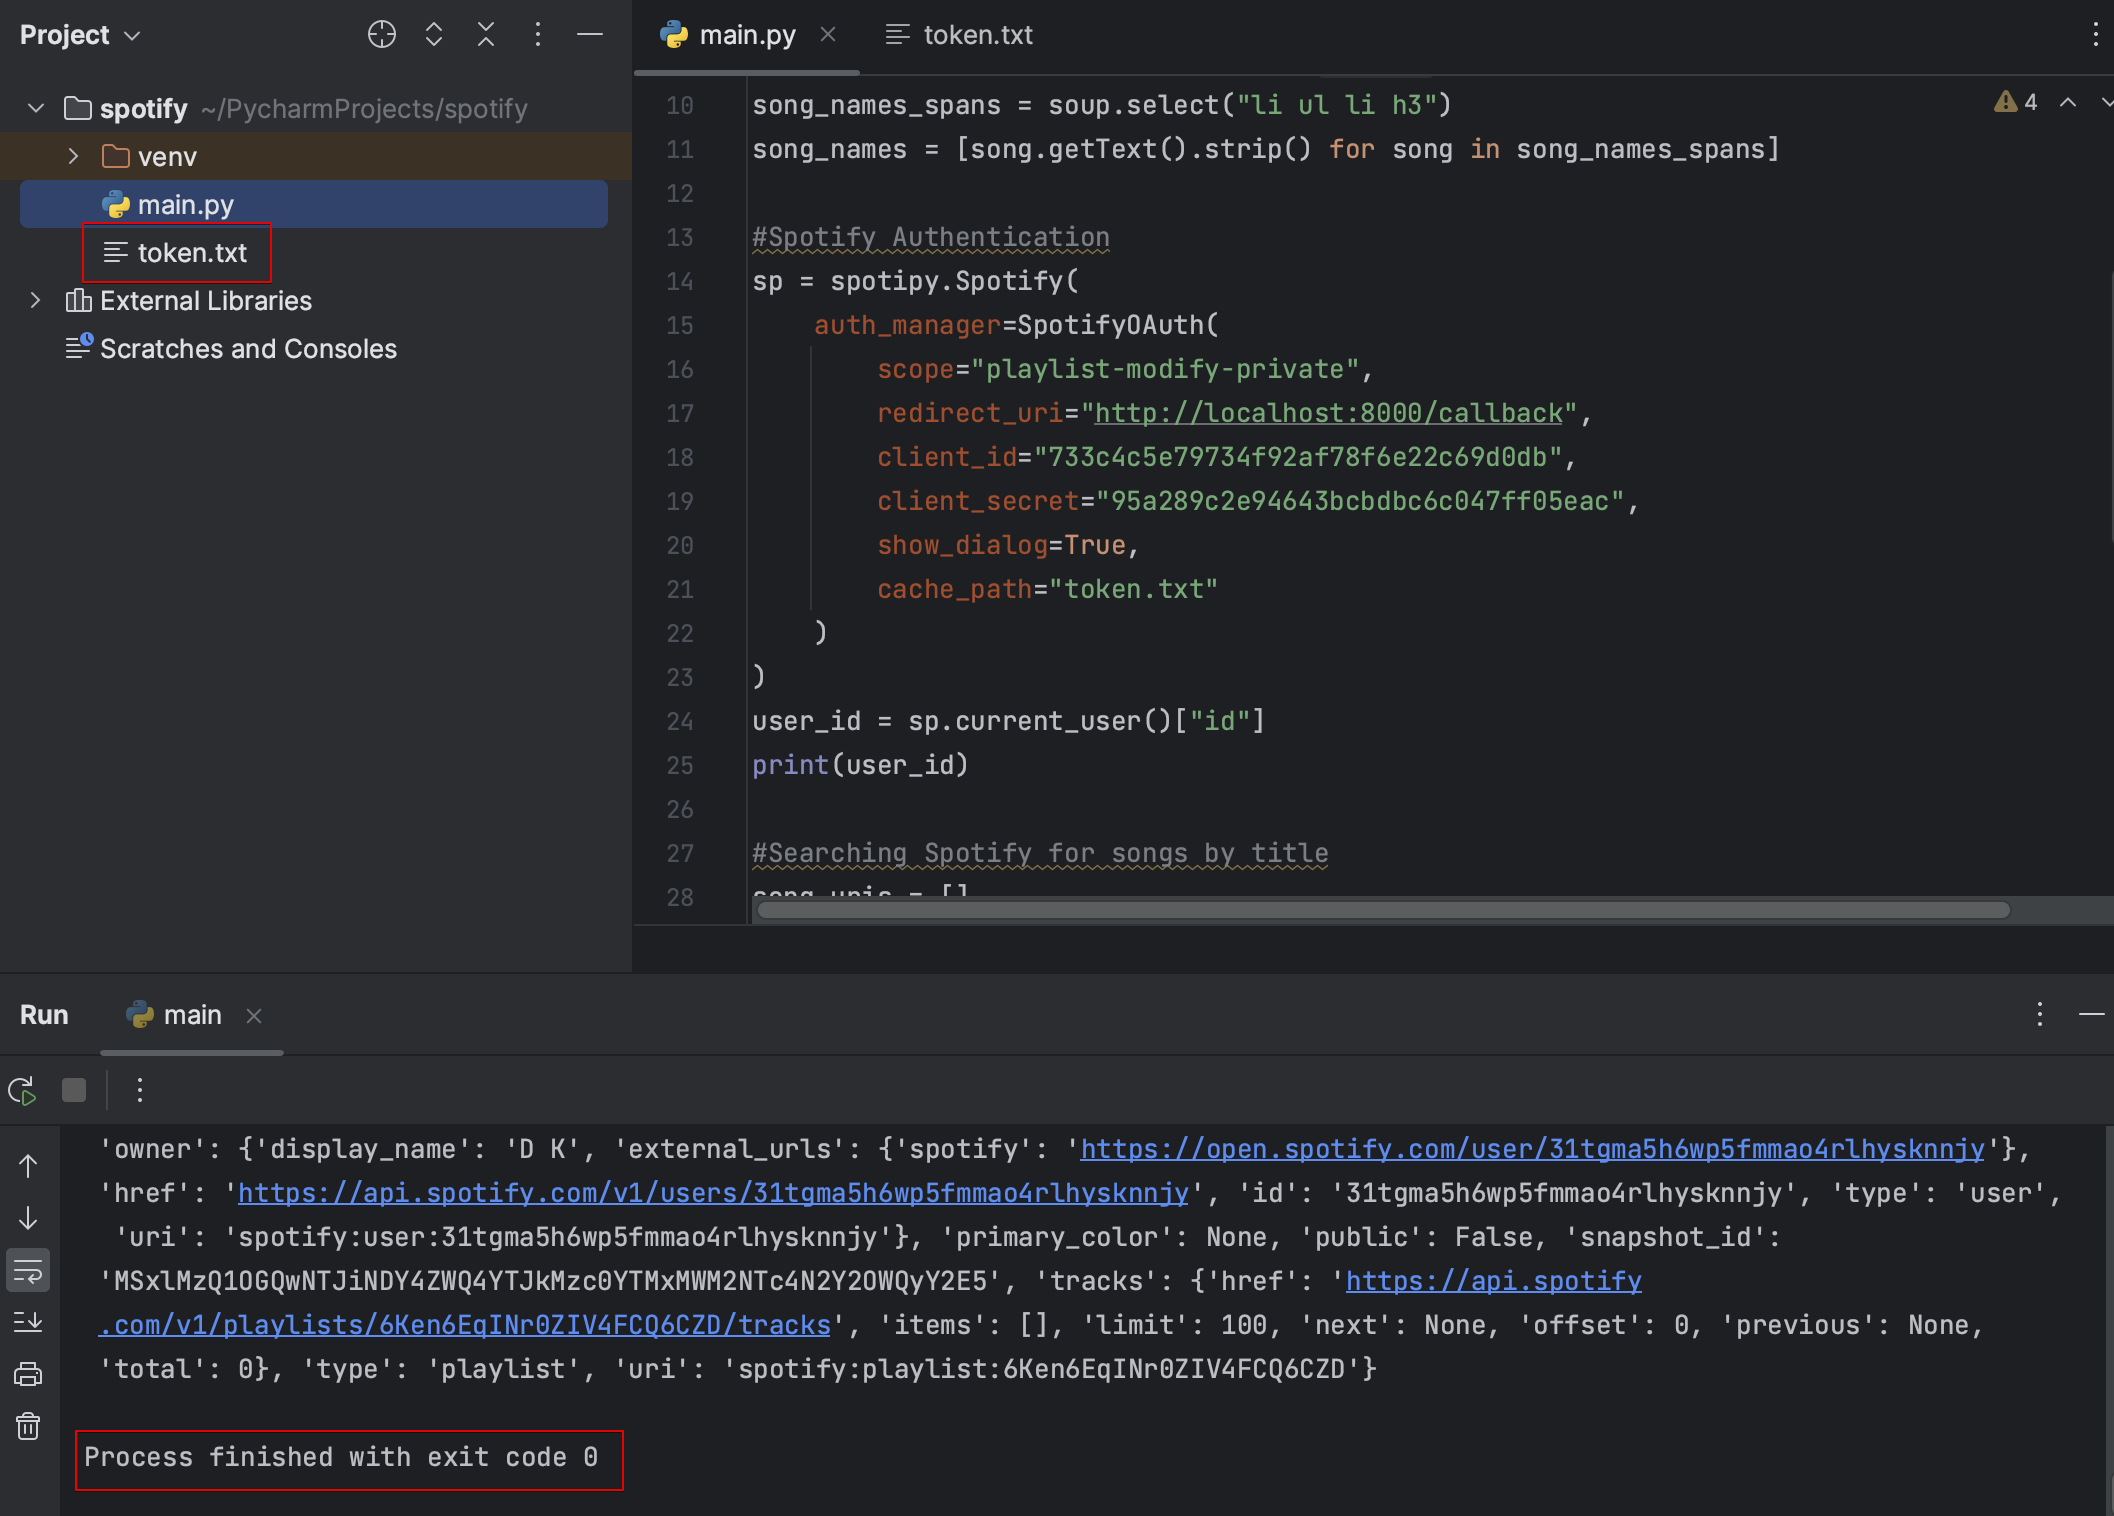 Project
main.py
token.txt
spotify ~/PycharmProjects/spotify
venv
main.py
token.txt
External Libraries
Scratches and Consoles
4
10 song_names_spans = soup.select("li ul li h3")
11 song_names = [song.getText().strip() for song in song_names_spans]
12
13 #Spotify Authentication
14 sp = spotipy.Spotify(
15 auth_manager=SpotifyOAuth(
16 scope="playlist-modify-private",
17 redirect_uri="http://localhost:8000/callback",
18 client_id="733c4c5e79734f92af78f6e22c69d0db",
19 client_secret="95a289c2e94643bcbdbc6c047ff05eac",
20 show_dialog=True,
21 cache_path="token.txt"
22 )
23 )
24 user_id = sp.current_user()["id"]
25 print(user_id)
26
27 #Searching Spotify for songs by title
28 song_uris = []
Run
main
'owner': {'display_name': 'D K', 'external_urls': {'spotify': 'https://open.spotify.com/user/31tgma5h6wp5fmmao4rlhysknnjy'},
'href': 'https://api.spotify.com/v1/users/31tgma5h6wp5fmmao4rlhysknnjy', 'id': '31tgma5h6wp5fmmao4rlhysknnjy', 'type': 'user',
'uri': 'spotify:user:31tgma5h6wp5fmmao4rlhysknnjy'}, 'primary_color': None, 'public': False, 'snapshot_id':
'MSxlMzQ1OGQwNTJiNDY4ZWQ4YTJkMzc0YTMxMWM2NTc4N2Y2OWQyY2E5', 'tracks': {'href': 'https://api.spotify
.com/v1/playlists/6Ken6EqINr0ZIV4FCQ6CZD/tracks', 'items': [], 'limit': 100, 'next': None, 'offset': 0, 'previous': None,
'total': 0}, 'type': 'playlist', 'uri': 'spotify:playlist:6Ken6EqINr0ZIV4FCQ6CZD'}
Process finished with exit code 0